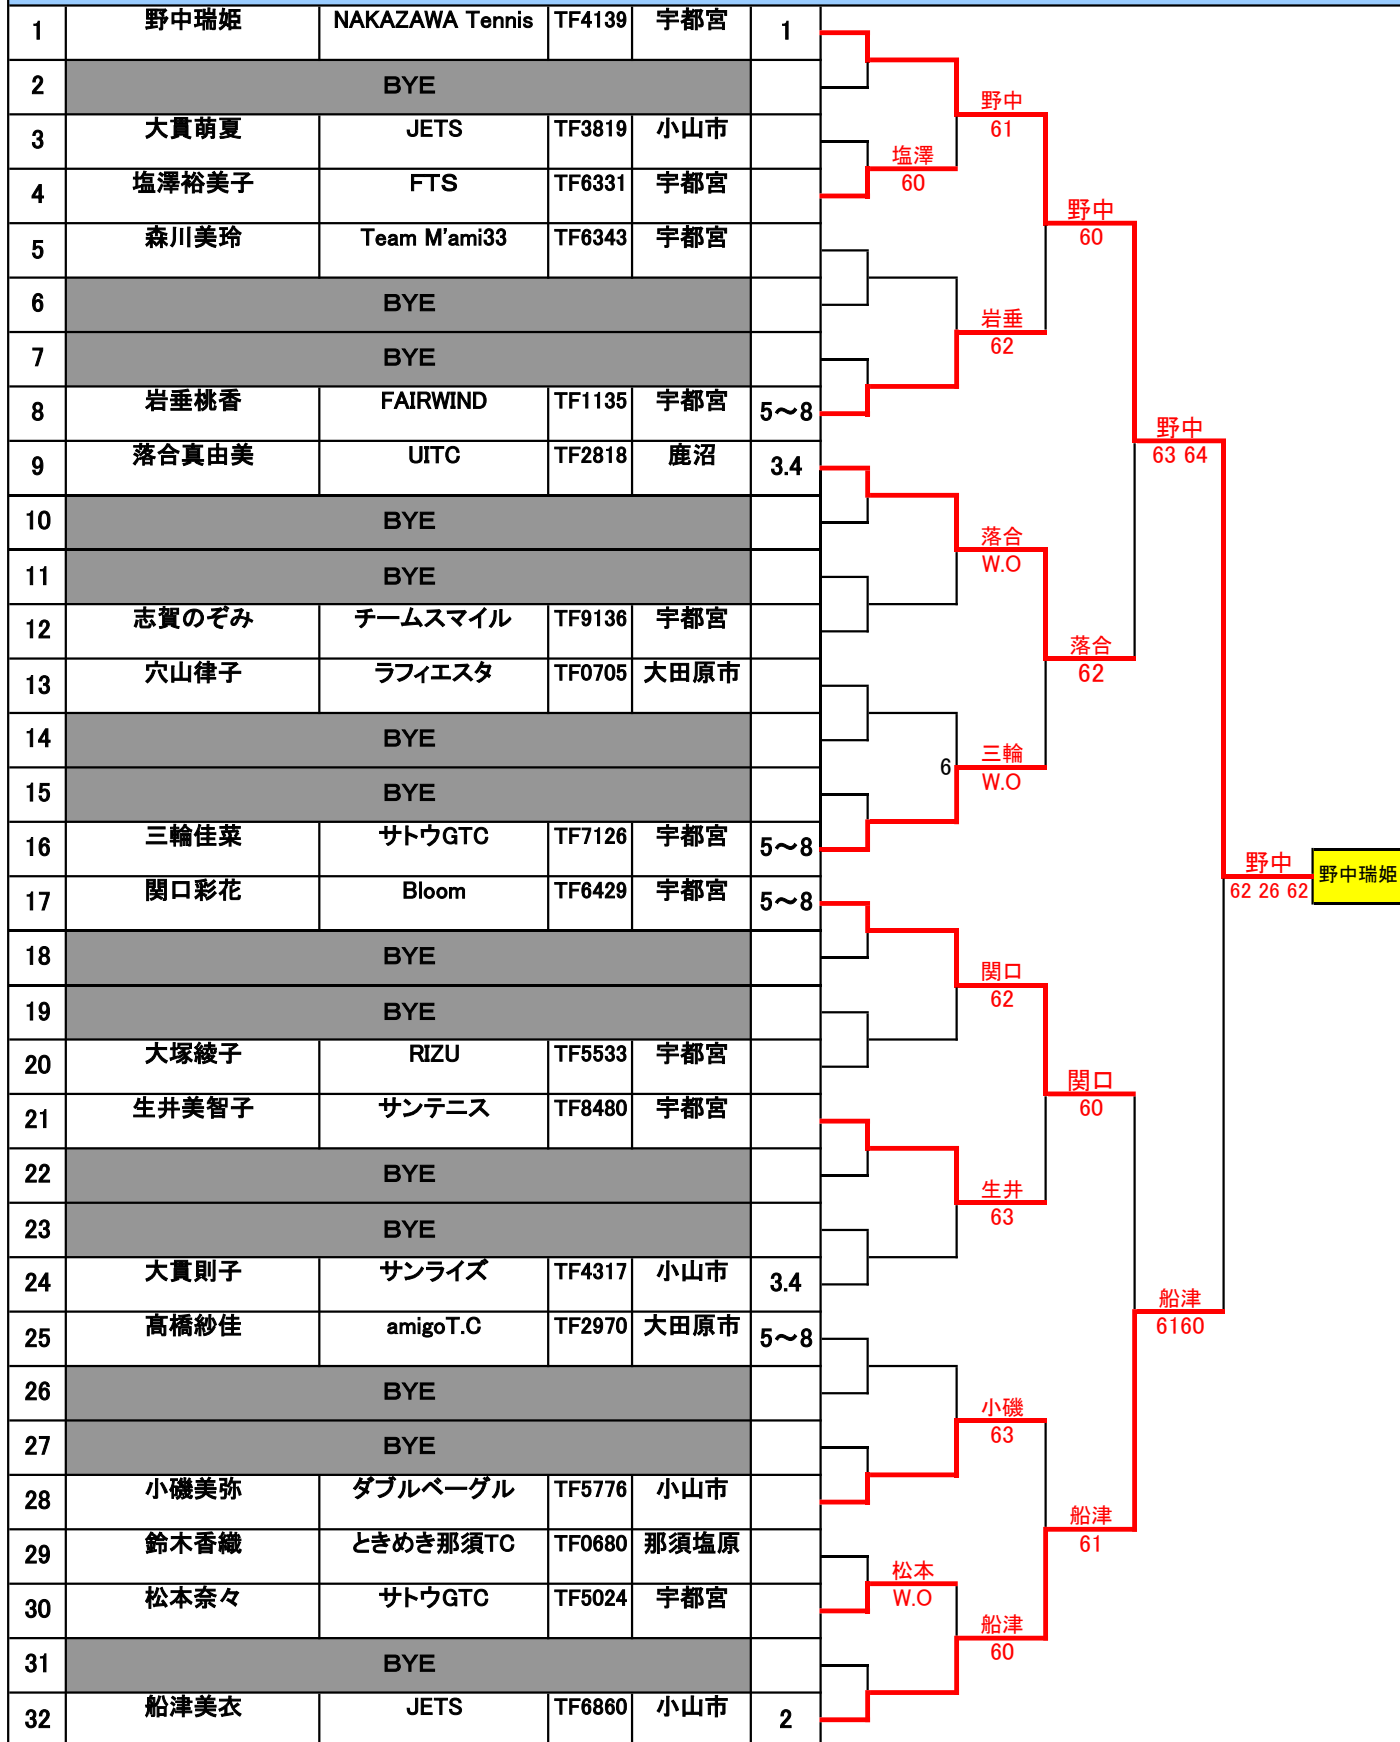 1 野中瑞姫 NAKAZAWA Tennis TF4139 宇都宮 1
2 BYE
野中
3 大貫萌夏 JETS TF3819 小山市
61
塩澤
4 塩澤裕美子 FTS TF6331 宇都宮
60
野中
5 森川美玲 Team M'ami33 TF6343 宇都宮
60
6 BYE
岩垂
7 BYE
62
8 岩垂桃香 FAIRWIND TF1135 宇都宮 5～8
野中
9 落合真由美 UITC TF2818 鹿沼 3.4
63 64
10 BYE
落合
11 BYE
W.O
12 志賀のぞみ チームスマイル TF9136 宇都宮
落合
13 穴山律子 ラフィエスタ TF0705 大田原市
62
14 BYE
三輪
6
15 BYE
W.O
16 三輪佳菜 サトウGTC TF7126 宇都宮 5～8
野中
野中瑞姫
17 関口彩花 Bloom TF6429 宇都宮 5～8
62 26 62
18 BYE
関口
19 BYE
62
20 大塚綾子 RIZU TF5533 宇都宮
関口
21 生井美智子 サンテニス TF8480 宇都宮
60
22 BYE
生井
23 BYE
63
24 大貫則子 サンライズ TF4317 小山市 3.4
船津
25 髙橋紗佳 amigoT.C TF2970 大田原市 5～8
6160
26 BYE
小磯
27 BYE
63
28 小磯美弥 ダブルベーグル TF5776 小山市
船津
29 鈴木香織 ときめき那須TC TF0680 那須塩原
61
松本
30 松本奈々 サトウGTC TF5024 宇都宮
W.O
船津
31 BYE
60
32 船津美衣 JETS TF6860 小山市 2